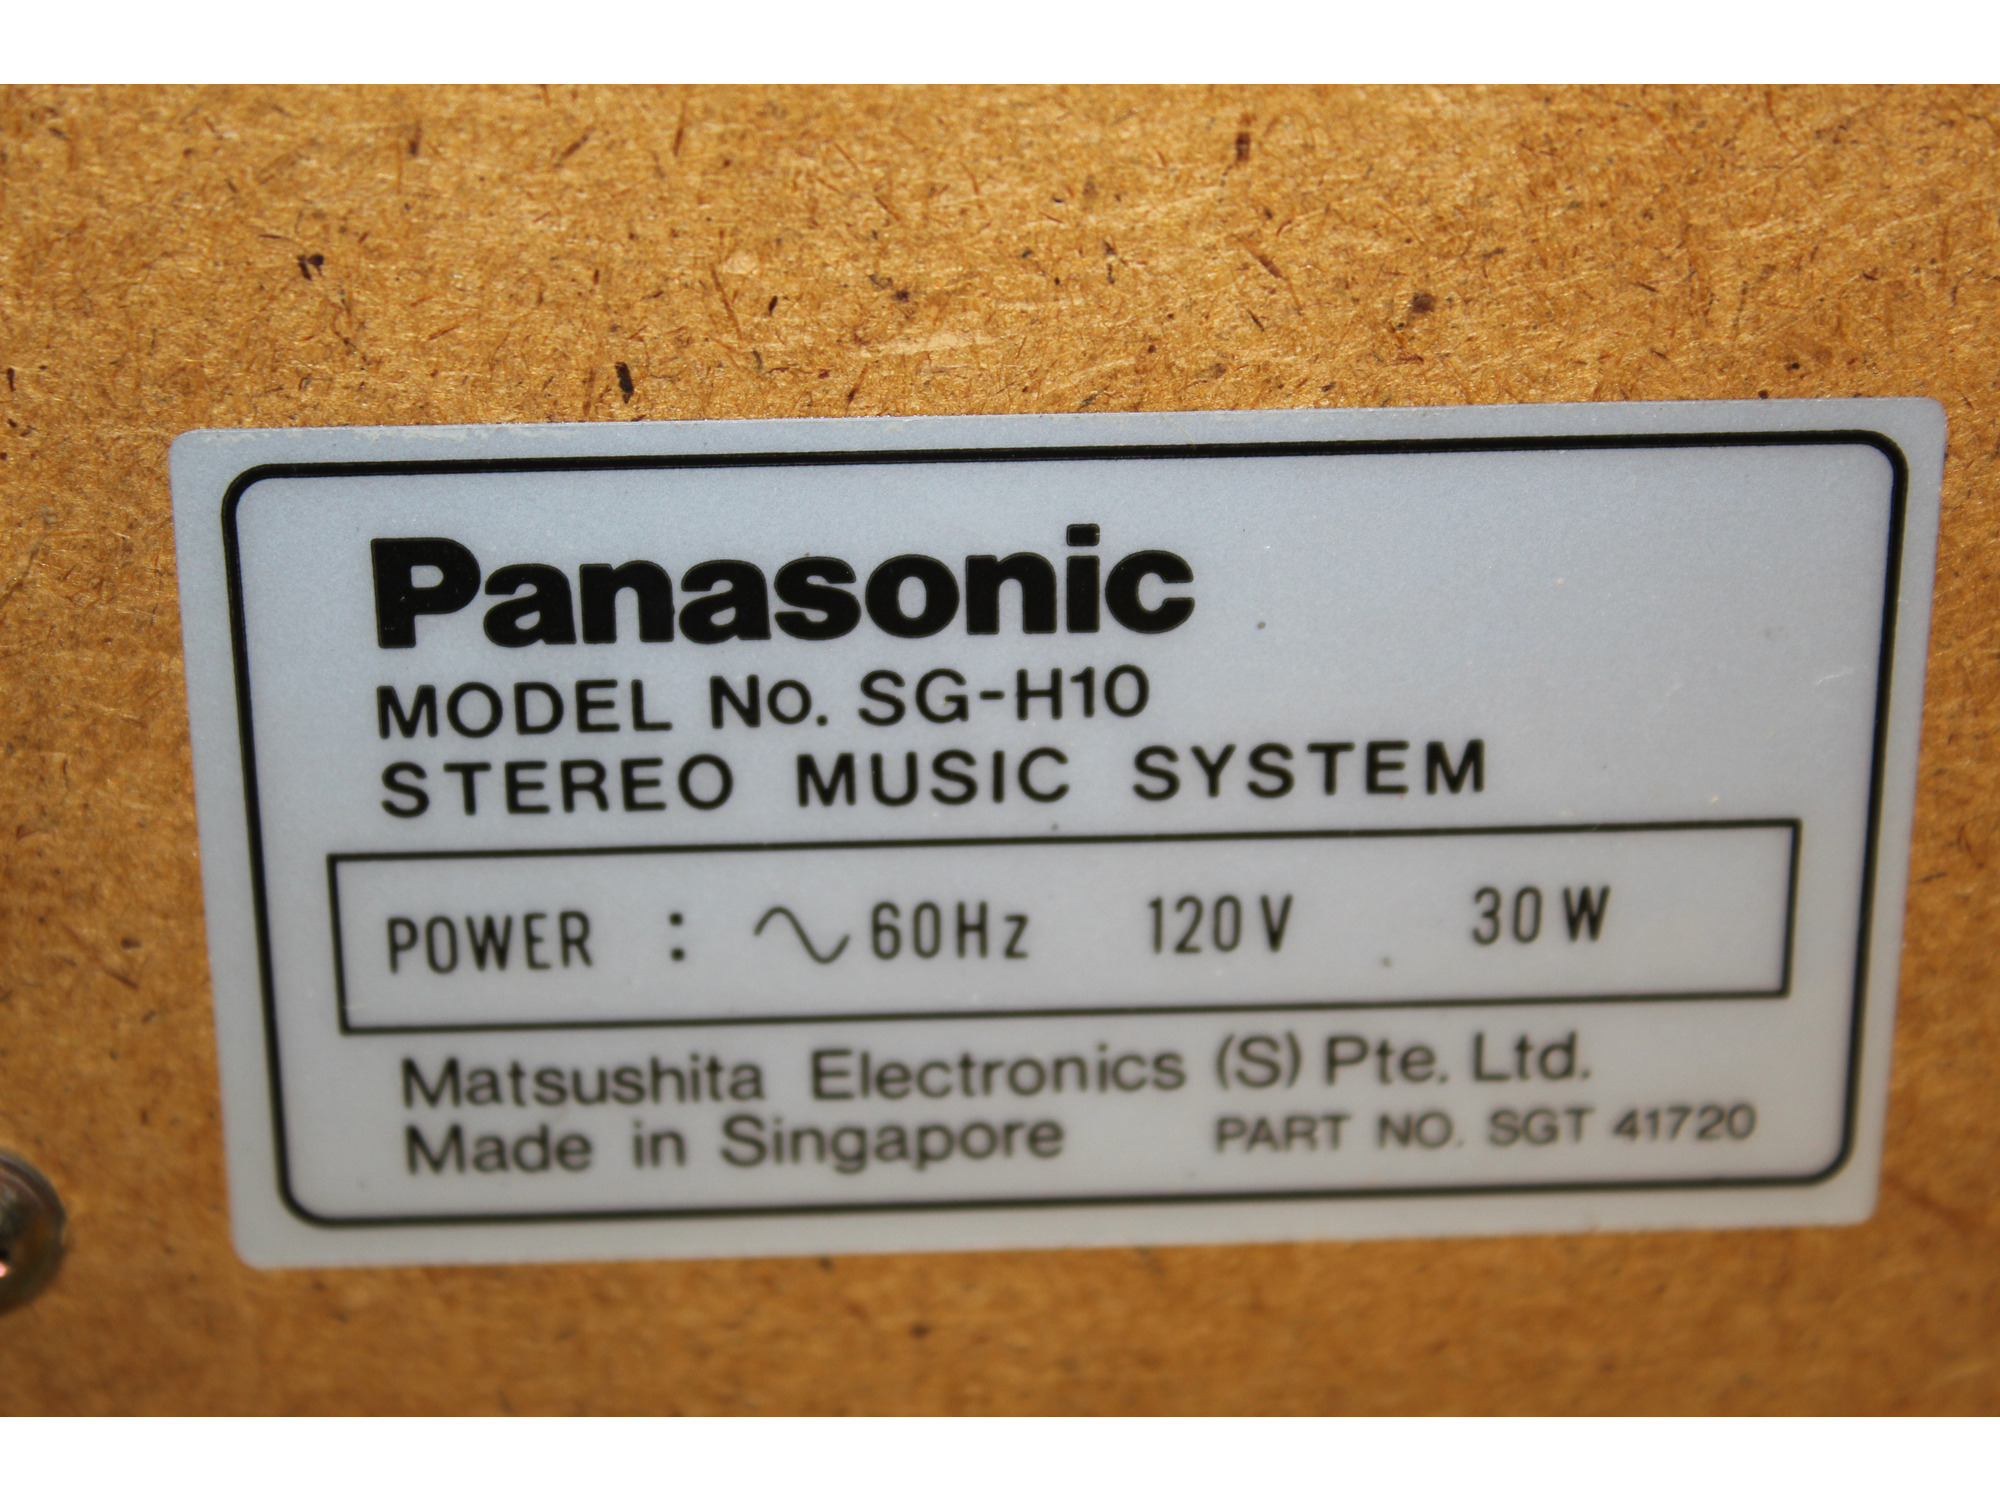 Panasonic
MODEL No. SG-H10
STEREO MUSIC SYSTEM
POWER : ∿60Hz 120V 30W
Matsushita Electronics (S) Pte. Ltd.
Made in Singapore PART NO. SGT 41720